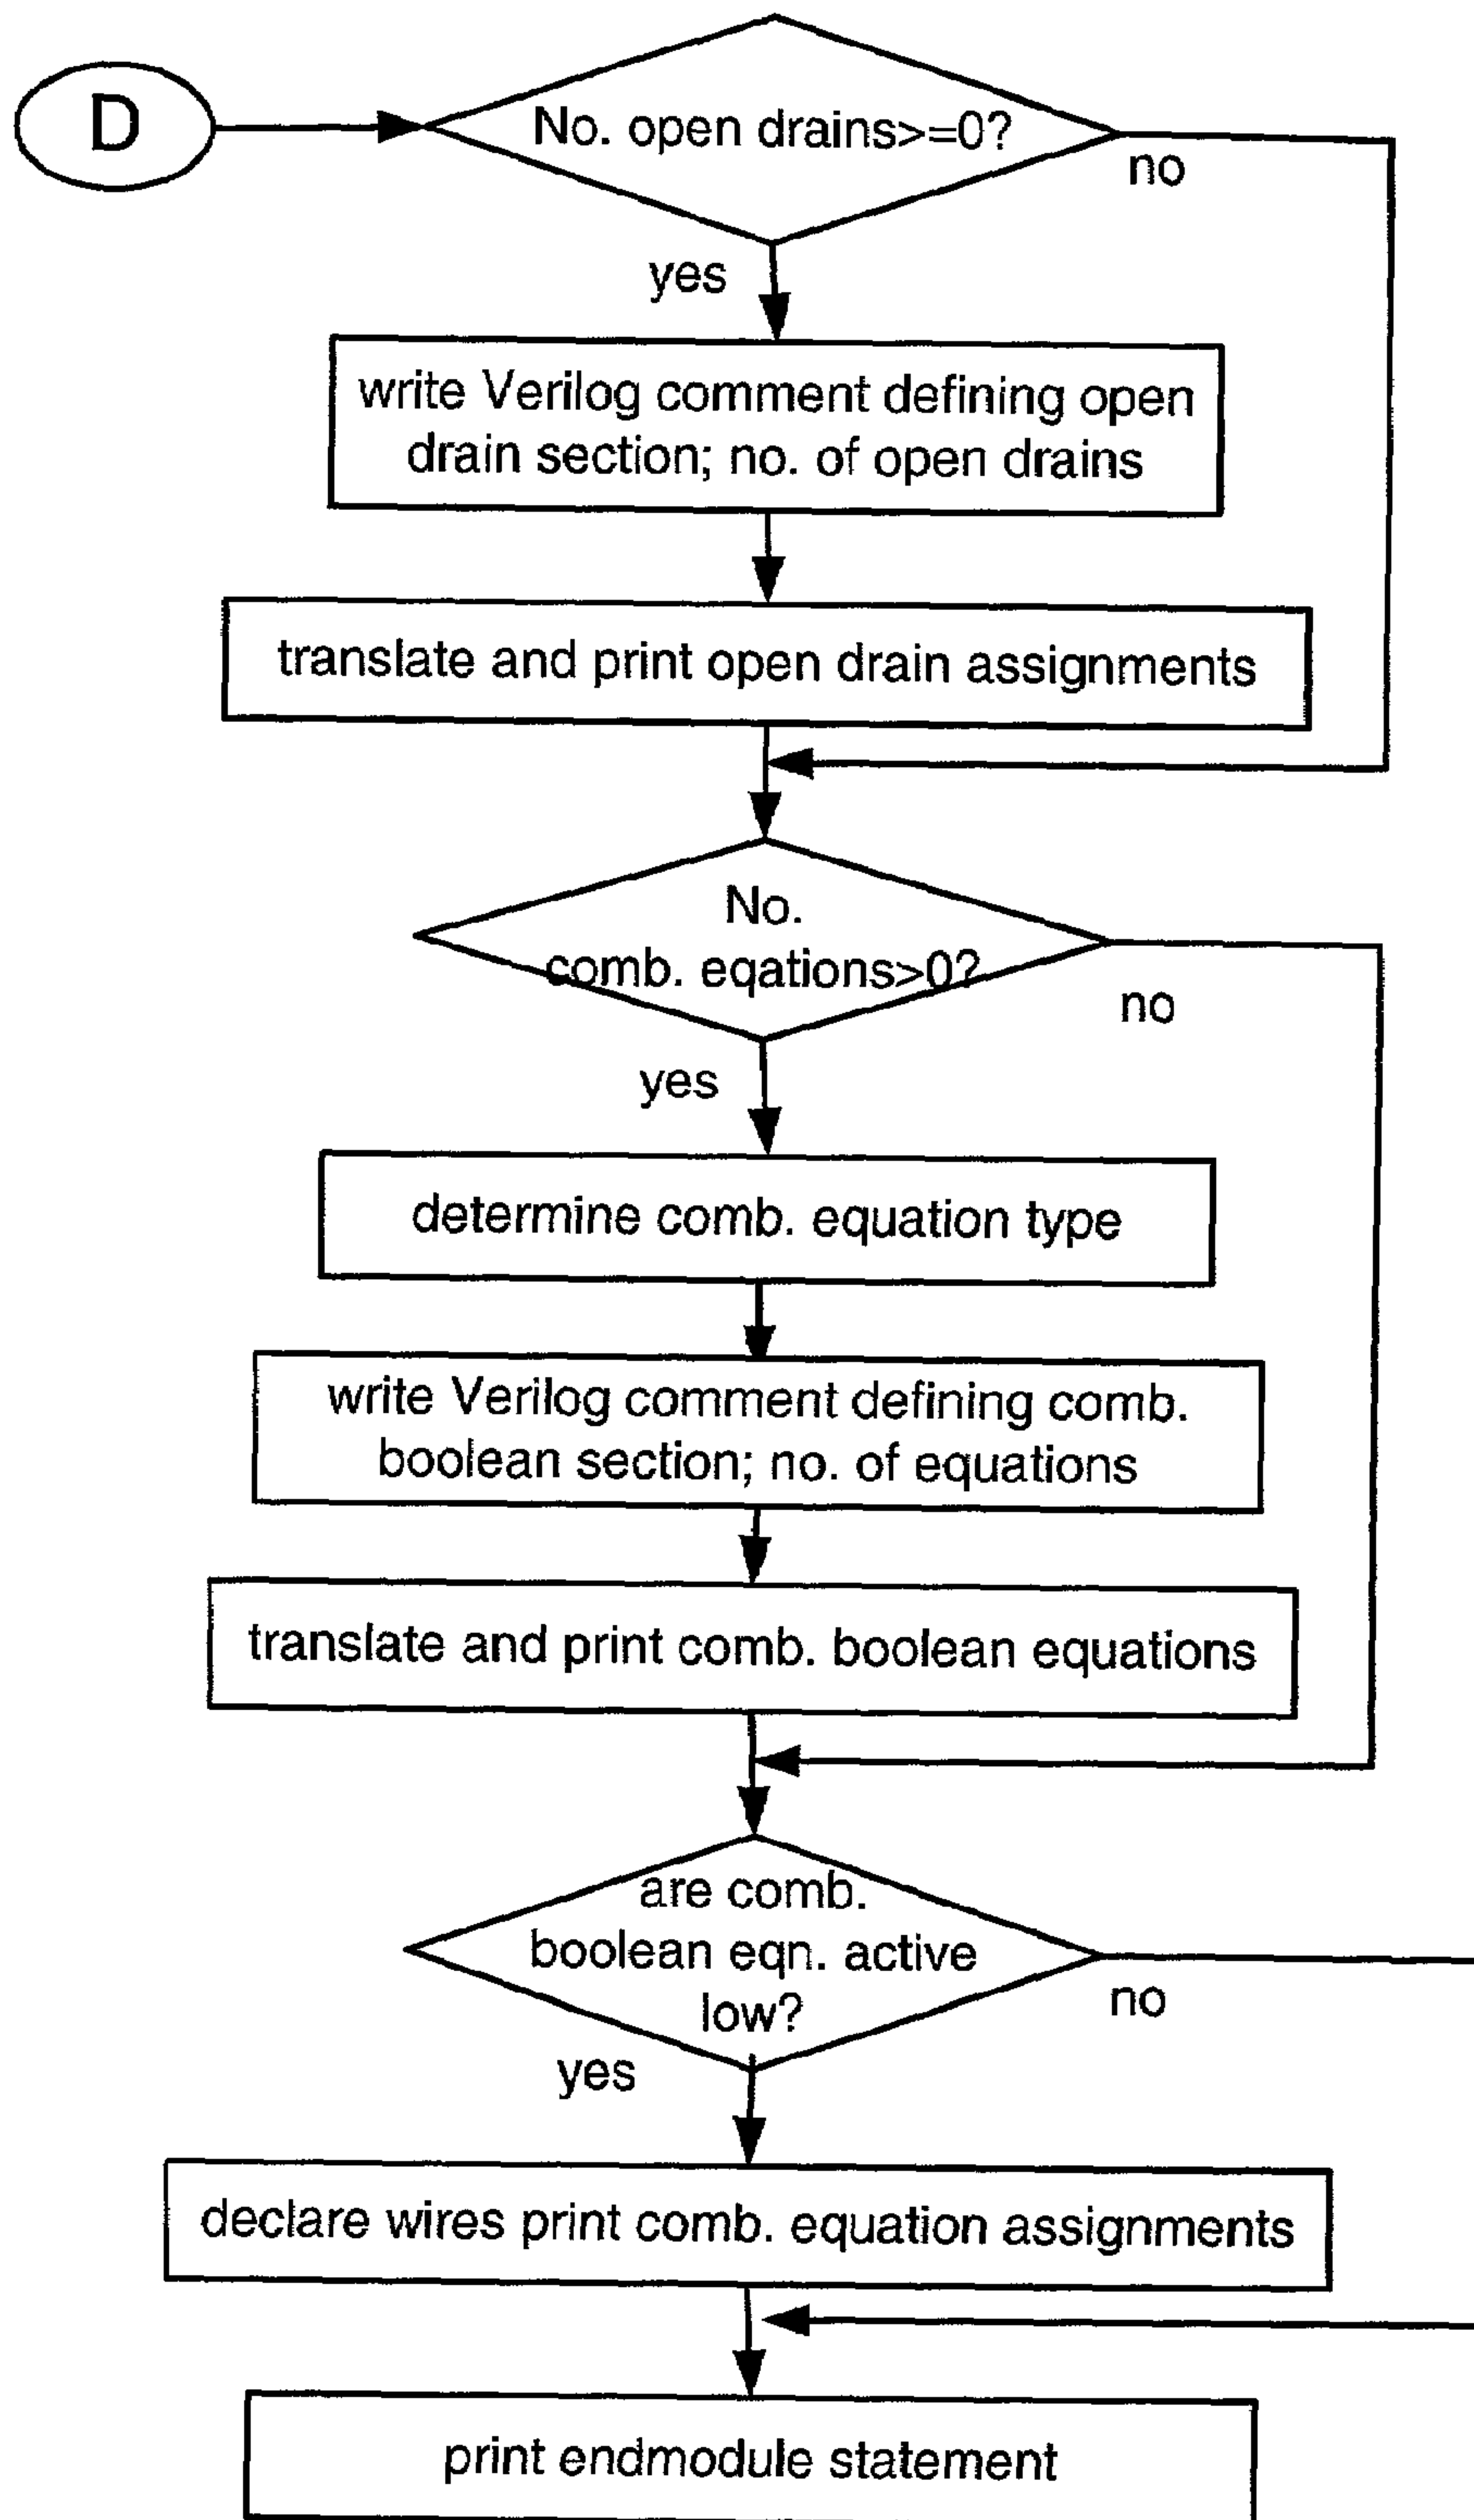 D
No. open drains>=0?
no
yes
write Verilog comment defining open
drain section; no. of open drains
translate and print open drain assignments
No.
comb. eqations>0?
no
yes
determine comb. equation type
write Verilog comment defining comb.
boolean section; no. of equations
translate and print comb. boolean equations
are comb.
boolean eqn. active
low?
no
yes
declare wires print comb. equation assignments
print endmodule statement